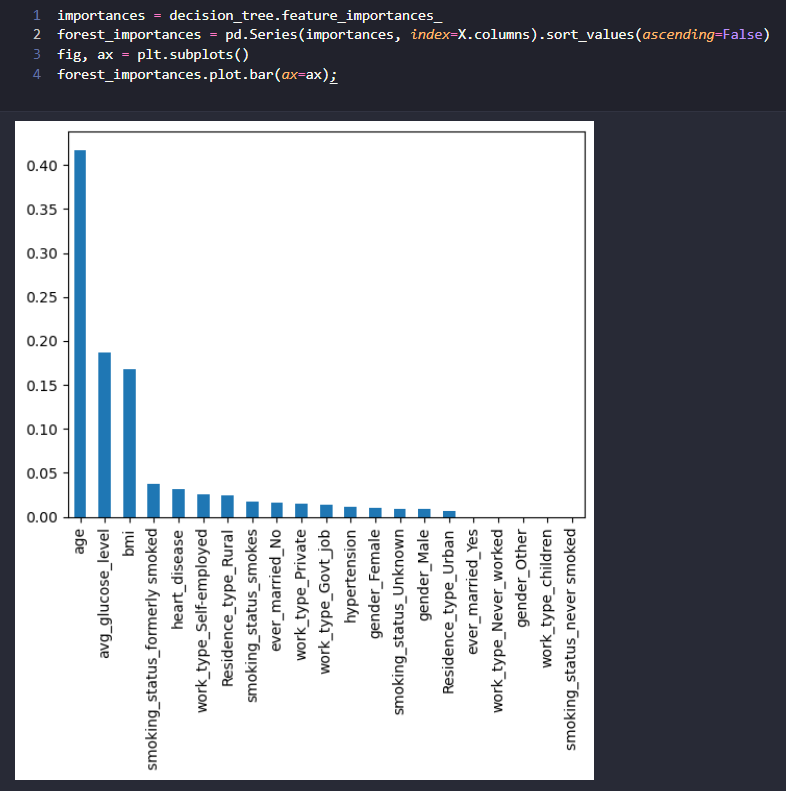 1 importances = decision_tree.feature_importances_
2 forest_importances = pd.Series(importances, index=X.columns).sort_values(ascending=False)
3 fig, ax = plt.subplots()
4 forest_importances.plot.bar(ax=ax);
0.40
0.35
0.30
0.25
0.20
0.15
0.10
0.05
0.00
age
avg_glucose_level
bmi
smoking_status_formerly smoked
heart_disease
work_type_Self-employed
Residence_type_Rural
smoking_status_smokes
ever_married_No
work_type_Private
work_type_Govt_job
hypertension
gender_Female
smoking_status_Unknown
gender_Male
Residence_type_Urban
ever_married_Yes
work_type_Never_worked
gender_Other
work_type_children
smoking_status_never smoked